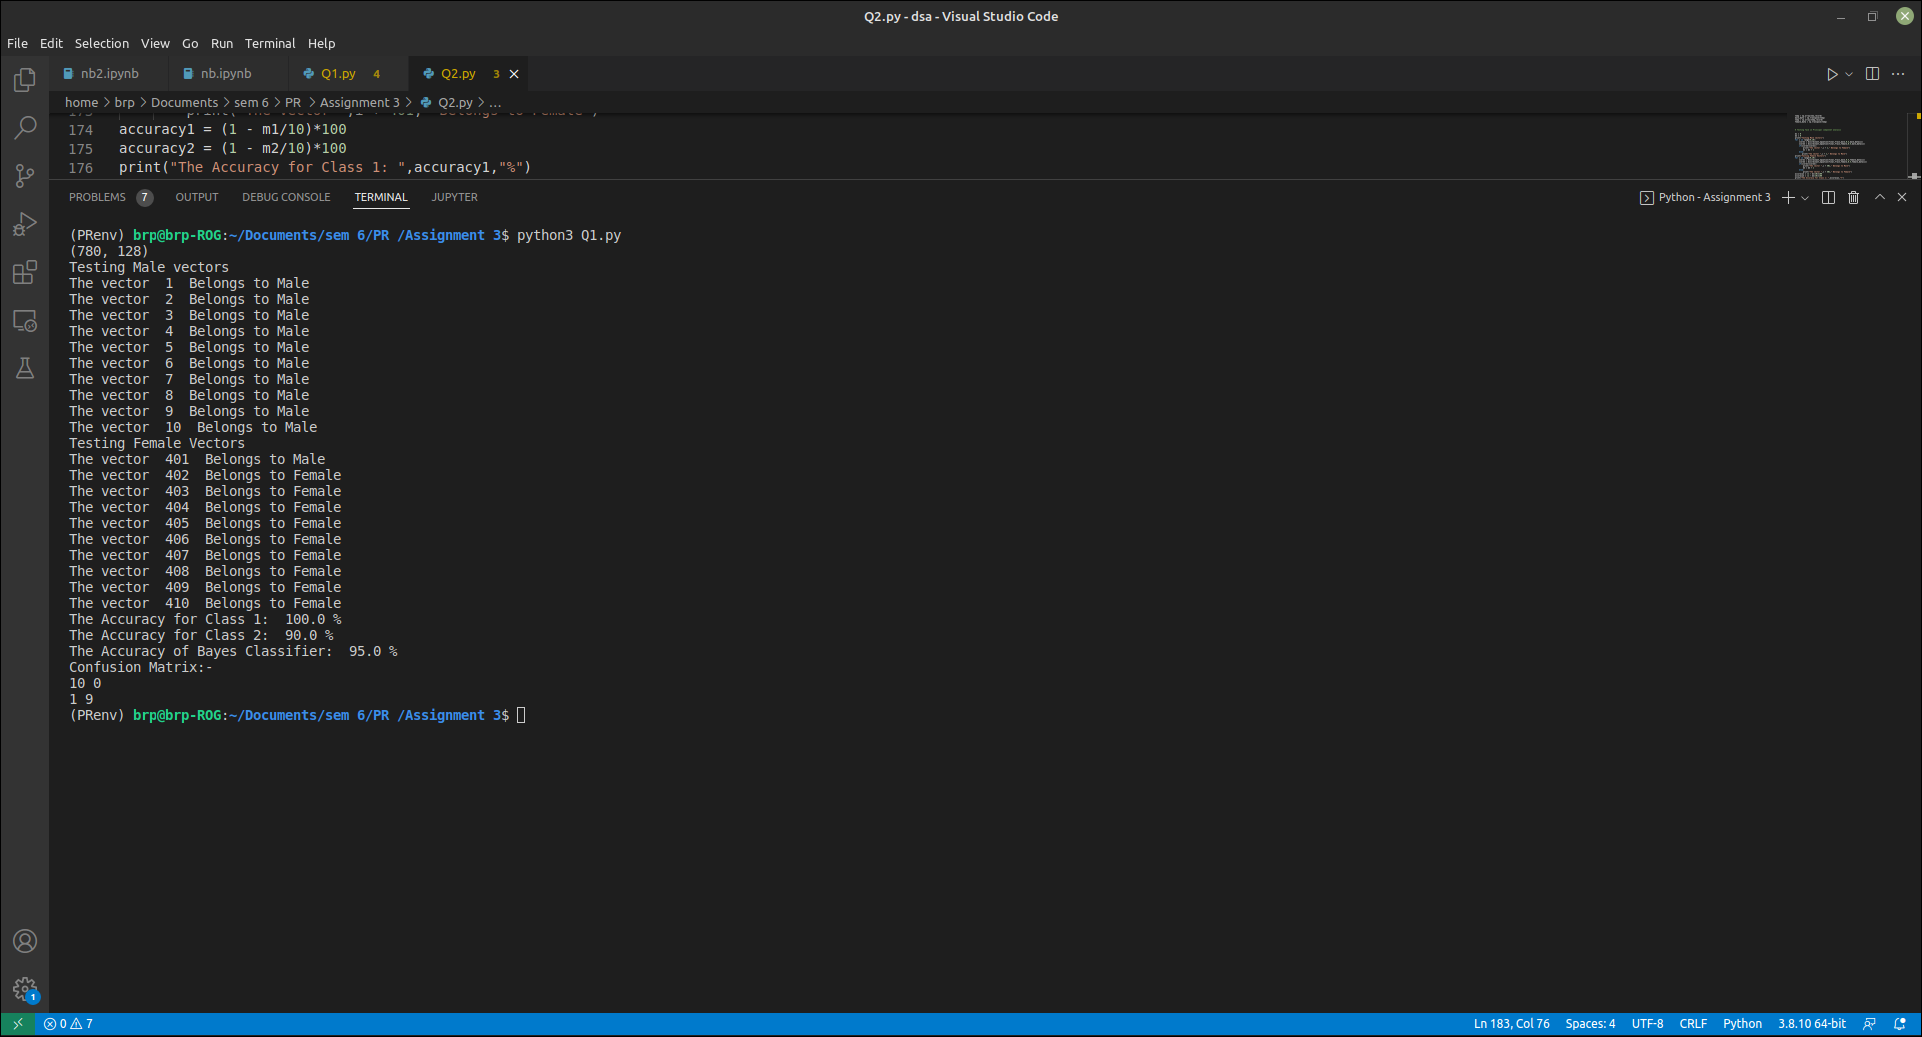 Q2.py - dsa - Visual Studio Code
File Edit Selection View Go Run Terminal Help
nb2.ipynb nb.ipynb Q1.py 4 Q2.py 3
home > brp > Documents > sem 6 > PR > Assignment 3 > Q2.py > ...
174 accuracy1 = (1 - m1/10)*100
175 accuracy2 = (1 - m2/10)*100
176 print("The Accuracy for Class 1: ",accuracy1,"%")
PROBLEMS 7 OUTPUT DEBUG CONSOLE TERMINAL JUPYTER Python - Assignment 3
(PRenv) brp@brp-ROG:~/Documents/sem 6/PR /Assignment 3$ python3 Q1.py
(780, 128)
Testing Male vectors
The vector  1  Belongs to Male
The vector  2  Belongs to Male
The vector  3  Belongs to Male
The vector  4  Belongs to Male
The vector  5  Belongs to Male
The vector  6  Belongs to Male
The vector  7  Belongs to Male
The vector  8  Belongs to Male
The vector  9  Belongs to Male
The vector  10  Belongs to Male
Testing Female Vectors
The vector  401  Belongs to Male
The vector  402  Belongs to Female
The vector  403  Belongs to Female
The vector  404  Belongs to Female
The vector  405  Belongs to Female
The vector  406  Belongs to Female
The vector  407  Belongs to Female
The vector  408  Belongs to Female
The vector  409  Belongs to Female
The vector  410  Belongs to Female
The Accuracy for Class 1:  100.0 %
The Accuracy for Class 2:  90.0 %
The Accuracy of Bayes Classifier:  95.0 %
Confusion Matrix:-
10 0
1 9
(PRenv) brp@brp-ROG:~/Documents/sem 6/PR /Assignment 3$
1
0 7 Ln 183, Col 76 Spaces: 4 UTF-8 CRLF Python 3.8.10 64-bit